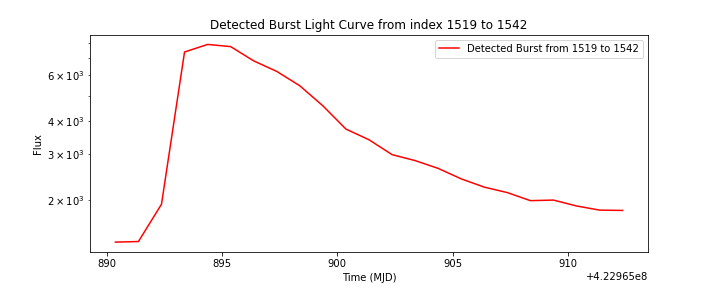 Detected Burst Light Curve from index 1519 to 1542
Detected Burst from 1519 to 1542
6 × 10³
4 × 10³
3 × 10³
2 × 10³
Flux
890 895 900 905 910
Time (MJD)
+4.22965e8